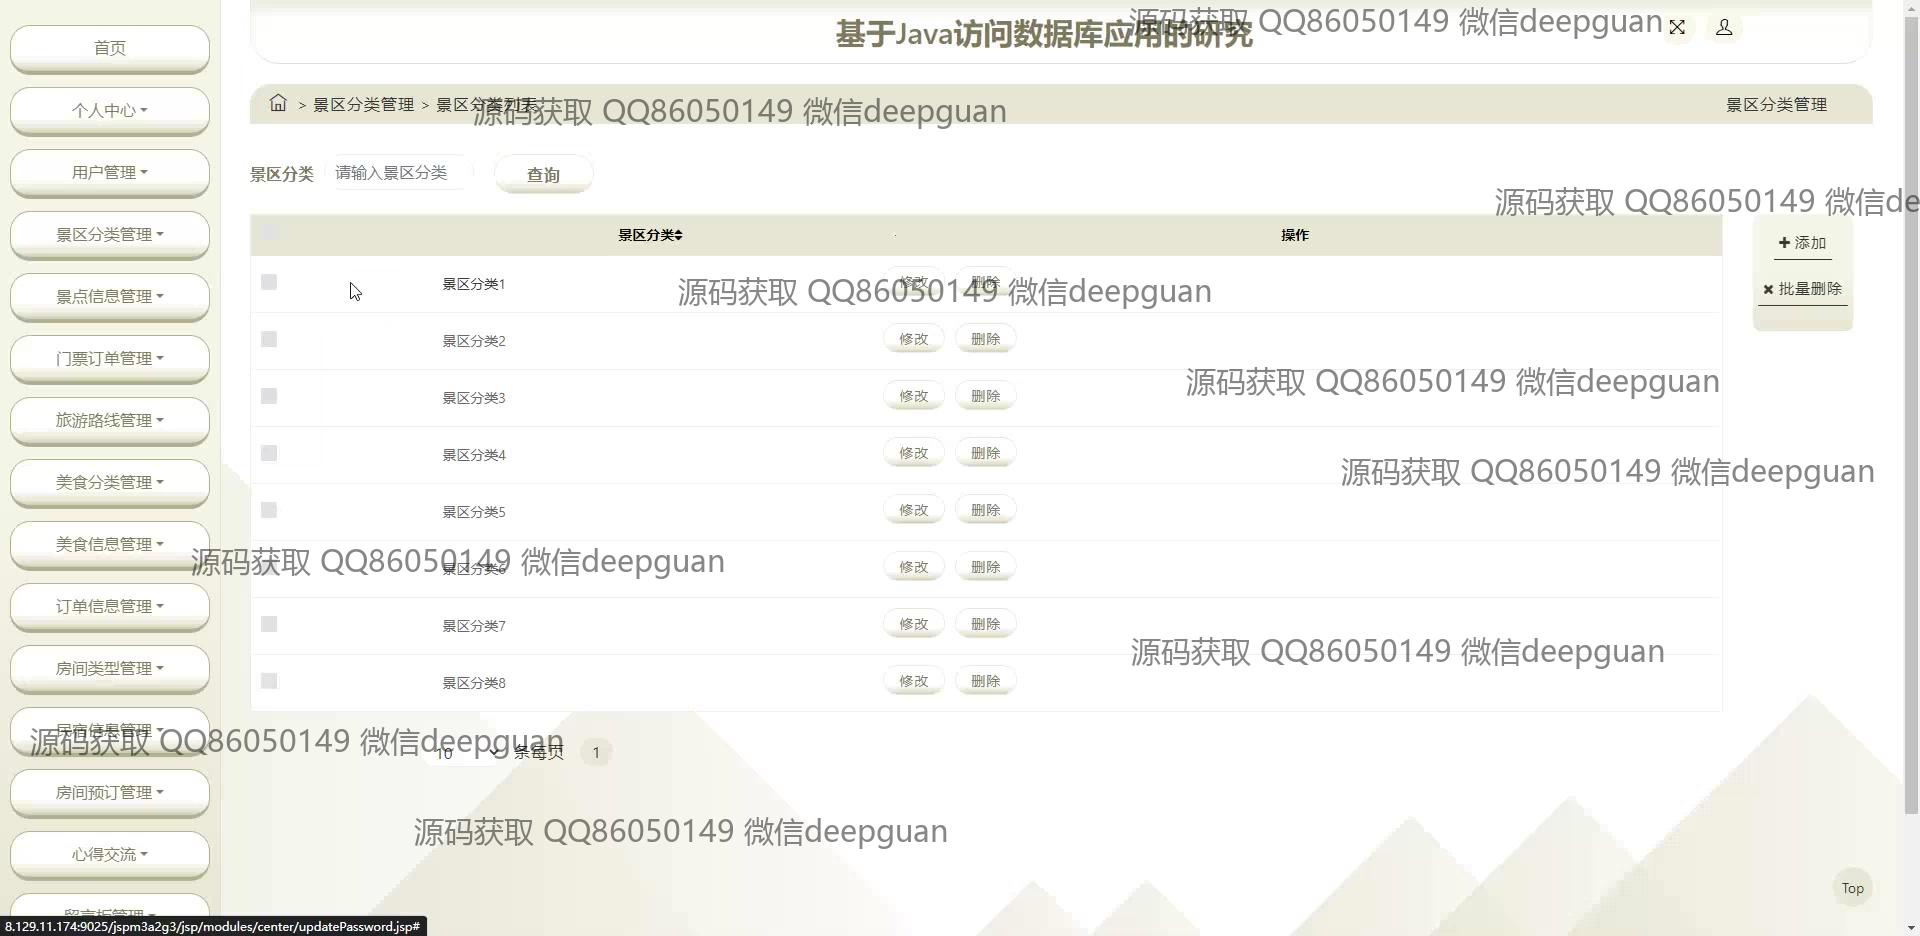 基于Java访问数据库应用的研究
源码获取 QQ86050149 微信deepguan
首页
个人中心
用户管理
景区分类管理
景点信息管理
门票订单管理
旅游路线管理
美食分类管理
美食信息管理
订单信息管理
房间类型管理
民宿信息管理
房间预订管理
心得交流
留言板管理
> 景区分类管理 > 景区分类列表
景区分类管理
源码获取 QQ86050149 微信deepguan
景区分类 请输入景区分类 查询
源码获取 QQ86050149 微信de
景区分类 操作
添加
批量删除
景区分类1 修改 删除
源码获取 QQ86050149 微信deepguan
景区分类2 修改 删除
景区分类3 修改 删除
源码获取 QQ86050149 微信deepguan
景区分类4 修改 删除
源码获取 QQ86050149 微信deepguan
景区分类5 修改 删除
景区分类6 修改 删除
源码获取 QQ86050149 微信deepguan
景区分类7 修改 删除
源码获取 QQ86050149 微信deepguan
景区分类8 修改 删除
源码获取 QQ86050149 微信deepguan
10 条每页 1
源码获取 QQ86050149 微信deepguan
Top
8.129.11.174:9025/jspm3a2g3/jsp/modules/center/updatePassword.jsp#